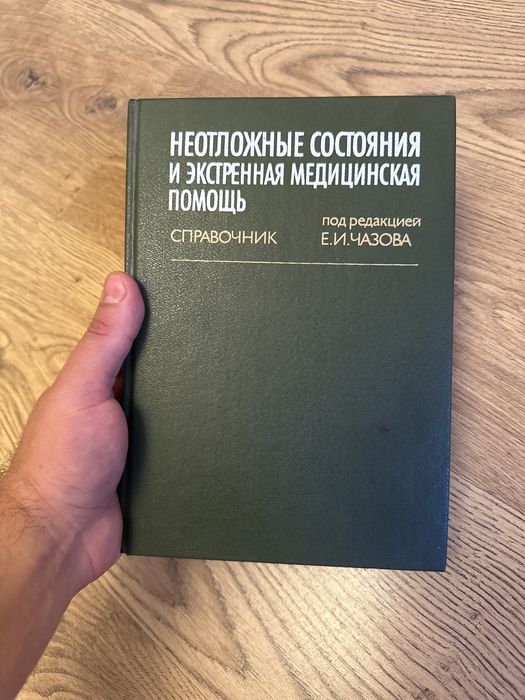 НЕОТЛОЖНЫЕ СОСТОЯНИЯ
И ЭКСТРЕННАЯ МЕДИЦИНСКАЯ
ПОМОЩЬ
под редакцией
СПРАВОЧНИК Е.И.ЧАЗОВА